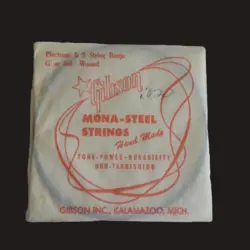 Plectrum & 5 String Banjo
G or 3rd - Wound
Gibson
MONA-STEEL
STRINGS
Hand Made
TONE-POWER-DURABILITY
NON-TARNISHING
GIBSON INC., KALAMAZOO, MICH.